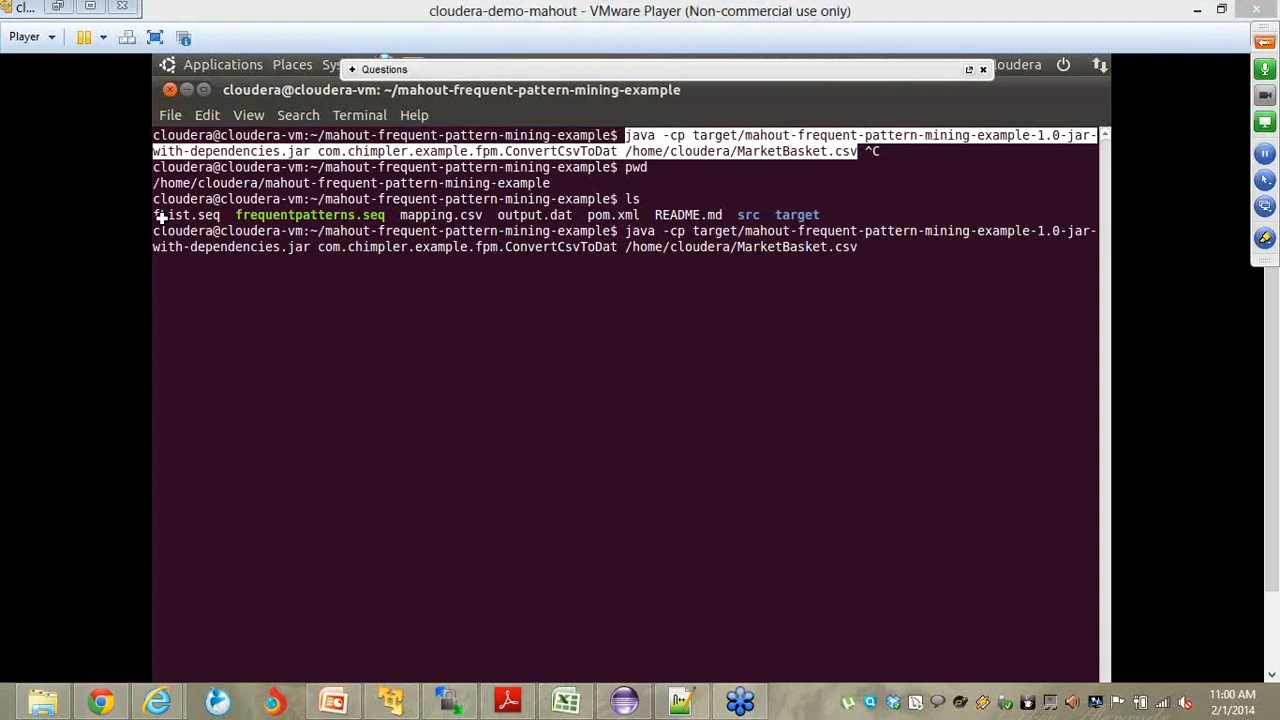 cl...
cloudera-demo-mahout - VMware Player (Non-commercial use only)
Player
Applications Places
Questions
loudera
cloudera@cloudera-vm: ~/mahout-frequent-pattern-mining-example
File Edit View Search Terminal Help
cloudera@cloudera-vm:~/mahout-frequent-pattern-mining-example$ java -cp target/mahout-frequent-pattern-mining-example-1.0-jar-
with-dependencies.jar com.chimpler.example.fpm.ConvertCsvToDat /home/cloudera/MarketBasket.csv ^C
cloudera@cloudera-vm:~/mahout-frequent-pattern-mining-example$ pwd
/home/cloudera/mahout-frequent-pattern-mining-example
cloudera@cloudera-vm:~/mahout-frequent-pattern-mining-example$ ls
fList.seq frequentpatterns.seq mapping.csv output.dat pom.xml README.md src target
cloudera@cloudera-vm:~/mahout-frequent-pattern-mining-example$ java -cp target/mahout-frequent-pattern-mining-example-1.0-jar-
with-dependencies.jar com.chimpler.example.fpm.ConvertCsvToDat /home/cloudera/MarketBasket.csv
11:00 AM
2/1/2014